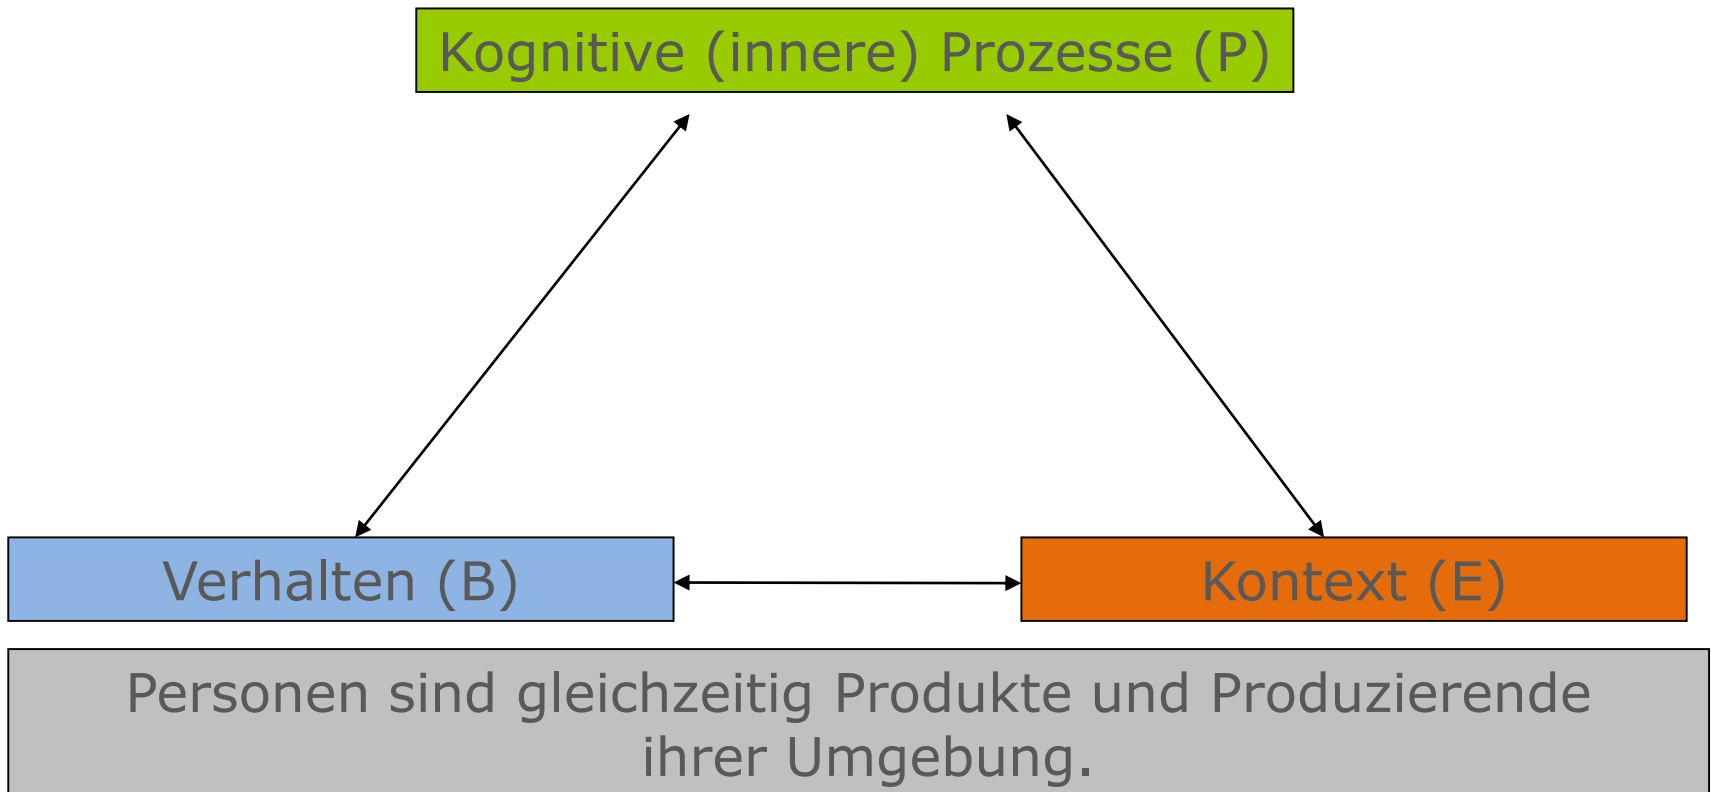 Kognitive (innere) Prozesse (P)
Verhalten (B)
Kontext (E)
Personen sind gleichzeitig Produkte und Produzierende
ihrer Umgebung.